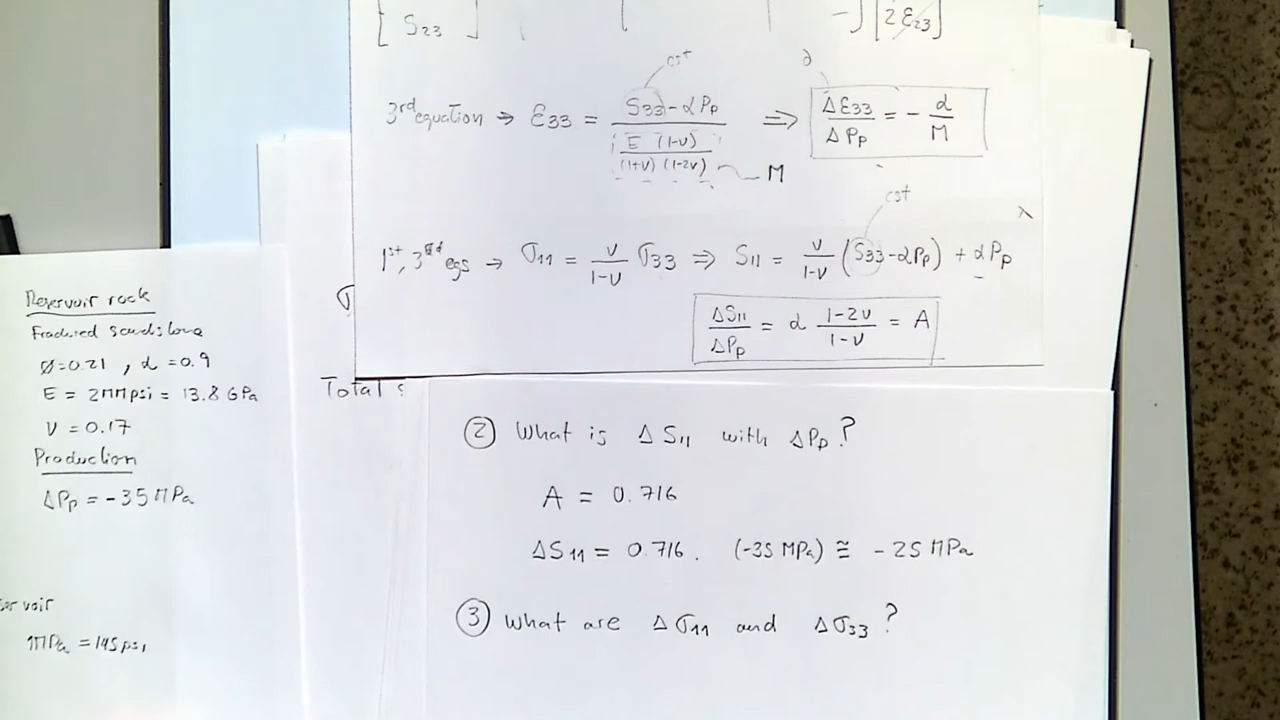 S23 2ε23
cst ∂
3rd equation → ε33 = S33 - αPp / E (1-ν) / (1+ν) (1-2ν) M ⇒ Δε33 / ΔPp = - α / M
cst
1st, 3rd eqs → σ11 = ν / 1-ν σ33 ⇒ S11 = ν / 1-ν (S33 - αPp) + αPp
ΔS11 / ΔPp = α 1-2ν / 1-ν = A
Reservoir rock
Fractured sandstone
Ø=0.21 , α=0.9
E = 2MMpsi = 13.8 GPa
ν = 0.17
Production
ΔPp = -35 MPa
1MPa = 145psi
σ
Total :
② What is ΔS11 with ΔPp?
A = 0.716
ΔS11 = 0.716 . (-35 MPa) ≅ -25 MPa
③ What are Δσ11 and Δσ33?